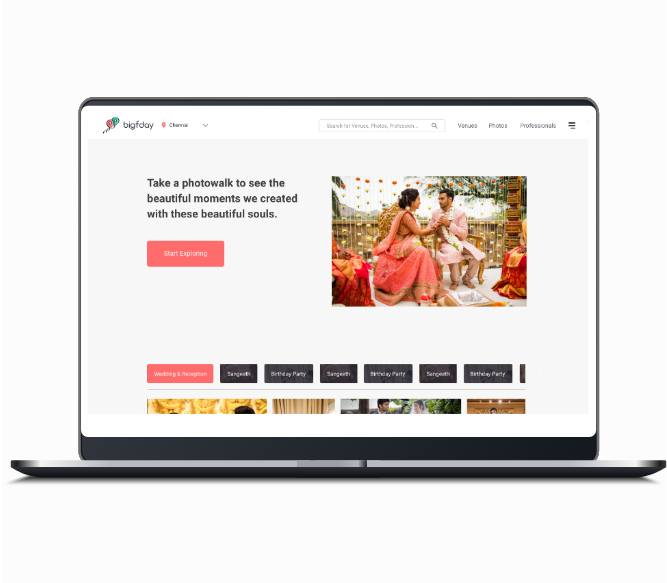 bigfday
Chennai
Search for Venues, Photos, Profession...
Venues
Photos
Professionals
Take a photowalk to see the
beautiful moments we created
with these beautiful souls.
Start Exploring
Wedding & Reception
Sangeeth
Birthday Party
Sangeeth
Birthday Party
Sangeeth
Birthday Party